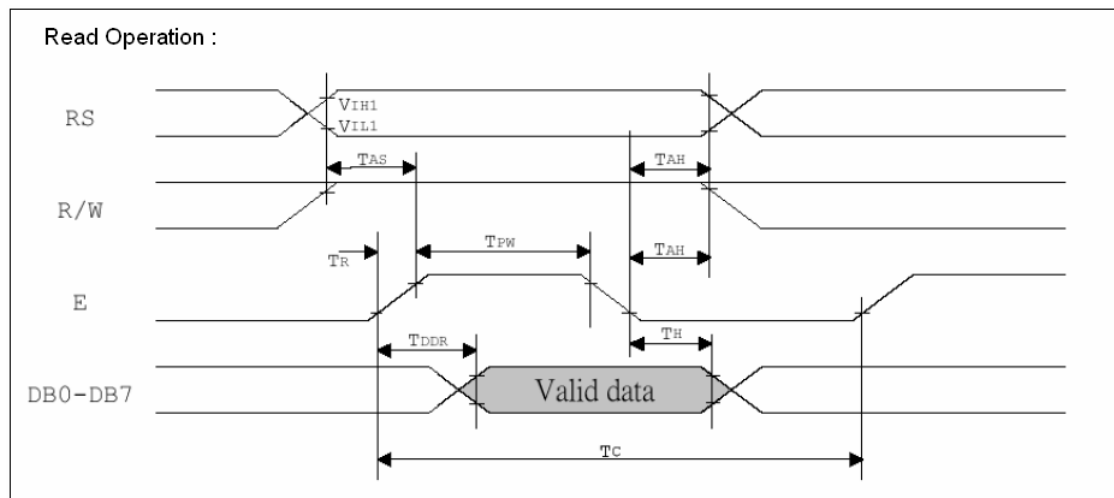 Read Operation :
RS
VIH1
VIL1
TAS
TAH
R/W
TPW
TR
TAH
E
TDDR
TH
DB0-DB7
Valid data
TC